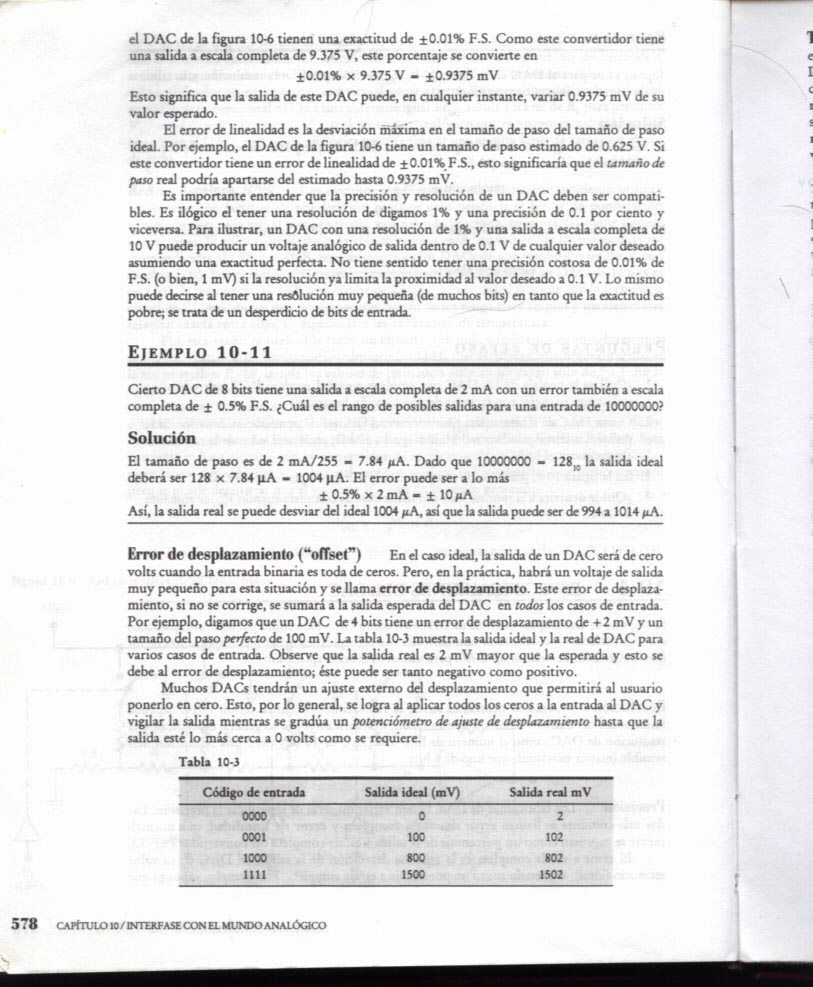 el DAC de la figura 10-6 tienen una exactitud de ±0.01% F.S. Como este convertidor tiene
una salida a escala completa de 9.375 V, este porcentaje se convierte en
±0.01% × 9.375 V = ±0.9375 mV
Esto significa que la salida de este DAC puede, en cualquier instante, variar 0.9375 mV de su
valor esperado.
El error de linealidad es la desviación máxima en el tamaño de paso del tamaño de paso
ideal. Por ejemplo, el DAC de la figura 10-6 tiene un tamaño de paso estimado de 0.625 V. Si
este convertidor tiene un error de linealidad de ±0.01% F.S., esto significaría que el tamaño de
paso real podría apartarse del estimado hasta 0.9375 mV.
Es importante entender que la precisión y resolución de un DAC deben ser compati-
bles. Es ilógico el tener una resolución de digamos 1% y una precisión de 0.1 por ciento y
viceversa. Para ilustrar, un DAC con una resolución de 1% y una salida a escala completa de
10 V puede producir un voltaje analógico de salida dentro de 0.1 V de cualquier valor deseado
asumiendo una exactitud perfecta. No tiene sentido tener una precisión costosa de 0.01% de
F.S. (o bien, 1 mV) si la resolución ya limita la proximidad al valor deseado a 0.1 V. Lo mismo
puede decirse al tener una resolución muy pequeña (de muchos bits) en tanto que la exactitud es
pobre; se trata de un desperdicio de bits de entrada.
EJEMPLO 10-11
Cierto DAC de 8 bits tiene una salida a escala completa de 2 mA con un error también a escala
completa de ± 0.5% F.S. ¿Cuál es el rango de posibles salidas para una entrada de 10000000?
Solución
El tamaño de paso es de 2 mA/255 = 7.84 μA. Dado que 10000000 = 128₁₀ la salida ideal
deberá ser 128 × 7.84 μA = 1004 μA. El error puede ser a lo más
± 0.5% × 2 mA = ± 10 μA
Así, la salida real se puede desviar del ideal 1004 μA, así que la salida puede ser de 994 a 1014 μA.
Error de desplazamiento ("offset") En el caso ideal, la salida de un DAC será de cero
volts cuando la entrada binaria es toda de ceros. Pero, en la práctica, habrá un voltaje de salida
muy pequeño para esta situación y se llama error de desplazamiento. Este error de desplaza-
miento, si no se corrige, se sumará a la salida esperada del DAC en todos los casos de entrada.
Por ejemplo, digamos que un DAC de 4 bits tiene un error de desplazamiento de +2 mV y un
tamaño del paso perfecto de 100 mV. La tabla 10-3 muestra la salida ideal y la real de DAC para
varios casos de entrada. Observe que la salida real es 2 mV mayor que la esperada y esto se
debe al error de desplazamiento; éste puede ser tanto negativo como positivo.
Muchos DACs tendrán un ajuste externo del desplazamiento que permitirá al usuario
ponerlo en cero. Esto, por lo general, se logra al aplicar todos los ceros a la entrada al DAC y
vigilar la salida mientras se gradúa un potenciómetro de ajuste de desplazamiento hasta que la
salida esté lo más cerca a 0 volts como se requiere.
Tabla 10-3
Código de entrada Salida ideal (mV) Salida real mV
0000 0 2
0001 100 102
1000 800 802
1111 1500 1502
578 CAPÍTULO 10 / INTERFASE CON EL MUNDO ANALÓGICO